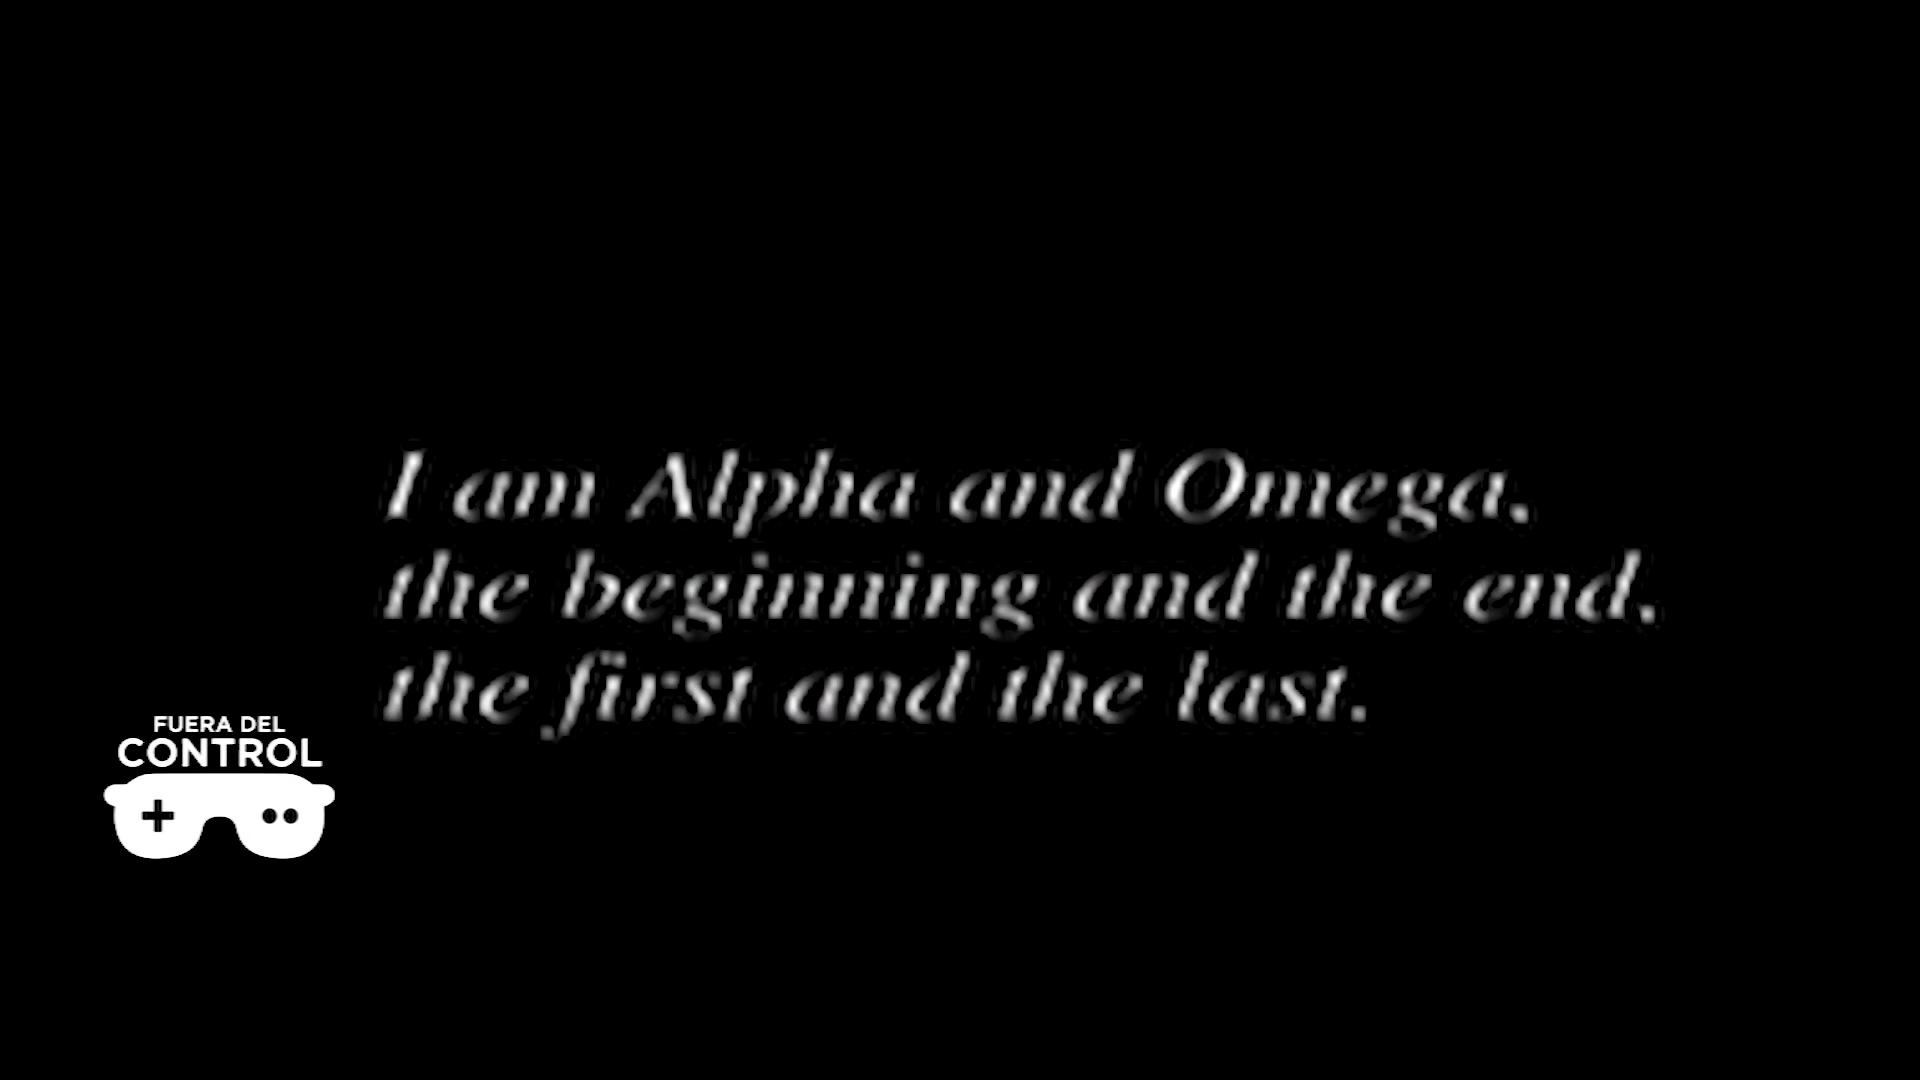 I am Alpha and Omega,
the beginning and the end,
the first and the last.
FUERA DEL
CONTROL